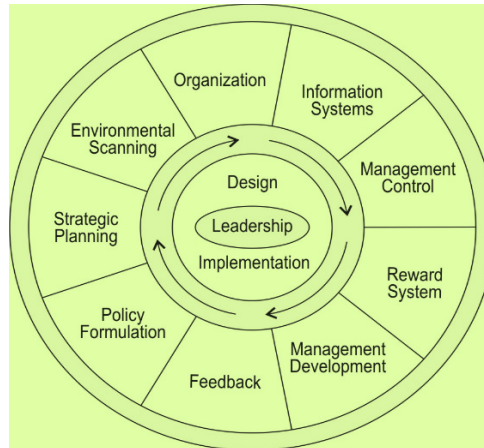 Organization
Information
Systems
Environmental
Scanning
Management
Control
Design
Strategic
Planning
Leadership
Implementation
Reward
System
Policy
Formulation
Management
Development
Feedback